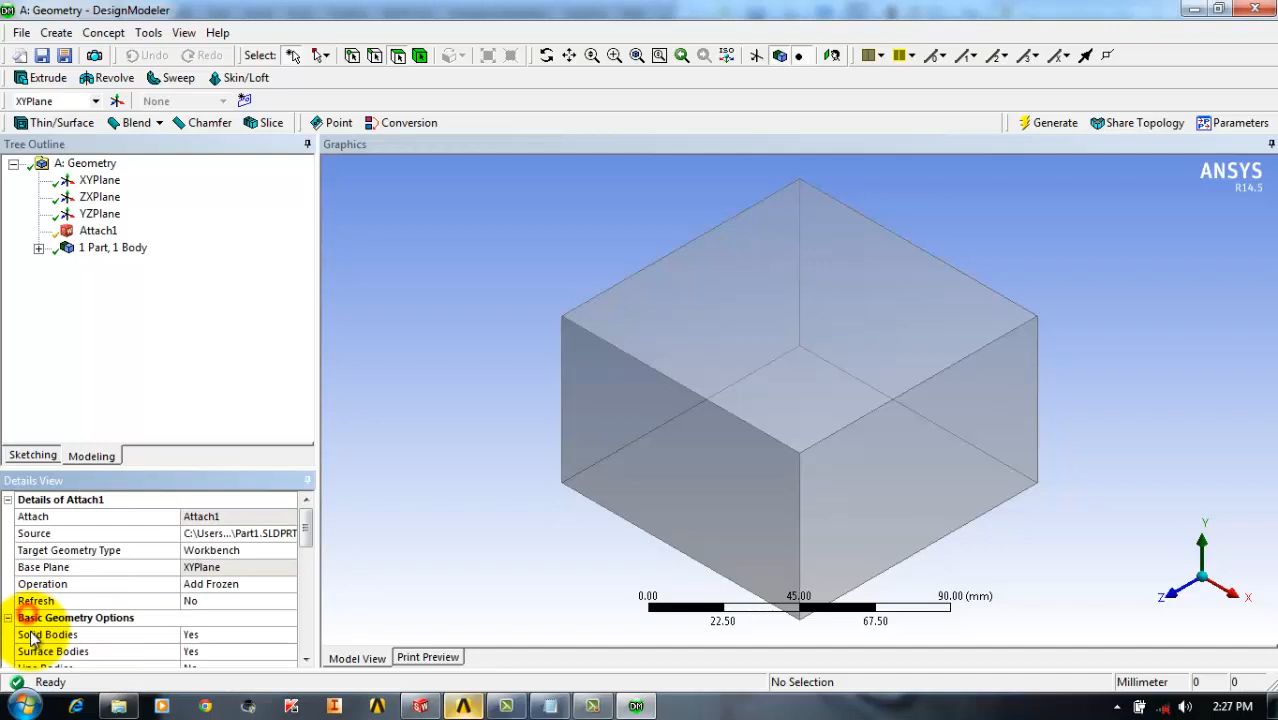 A: Geometry - DesignModeler
File Create Concept Tools View Help
Undo Redo Select:
Extrude Revolve Sweep Skin/Loft
XYPlane None
Thin/Surface Blend Chamfer Slice Point Conversion Generate Share Topology Parameters
Tree Outline
Graphics
A: Geometry
XYPlane
ZXPlane
YZPlane
Attach1
1 Part, 1 Body
ANSYS
R14.5
Sketching Modeling
Details View
Details of Attach1
Attach Attach1
Source C:\Users...\Part1.SLDPRT
Target Geometry Type Workbench
Base Plane XYPlane
Operation Add Frozen
Refresh No
Basic Geometry Options
Solid Bodies Yes
Surface Bodies Yes
Line Bodies No
0.00 45.00 90.00 (mm)
22.50 67.50
Y
Z X
Model View Print Preview
Ready No Selection Millimeter 0 0
2:27 PM